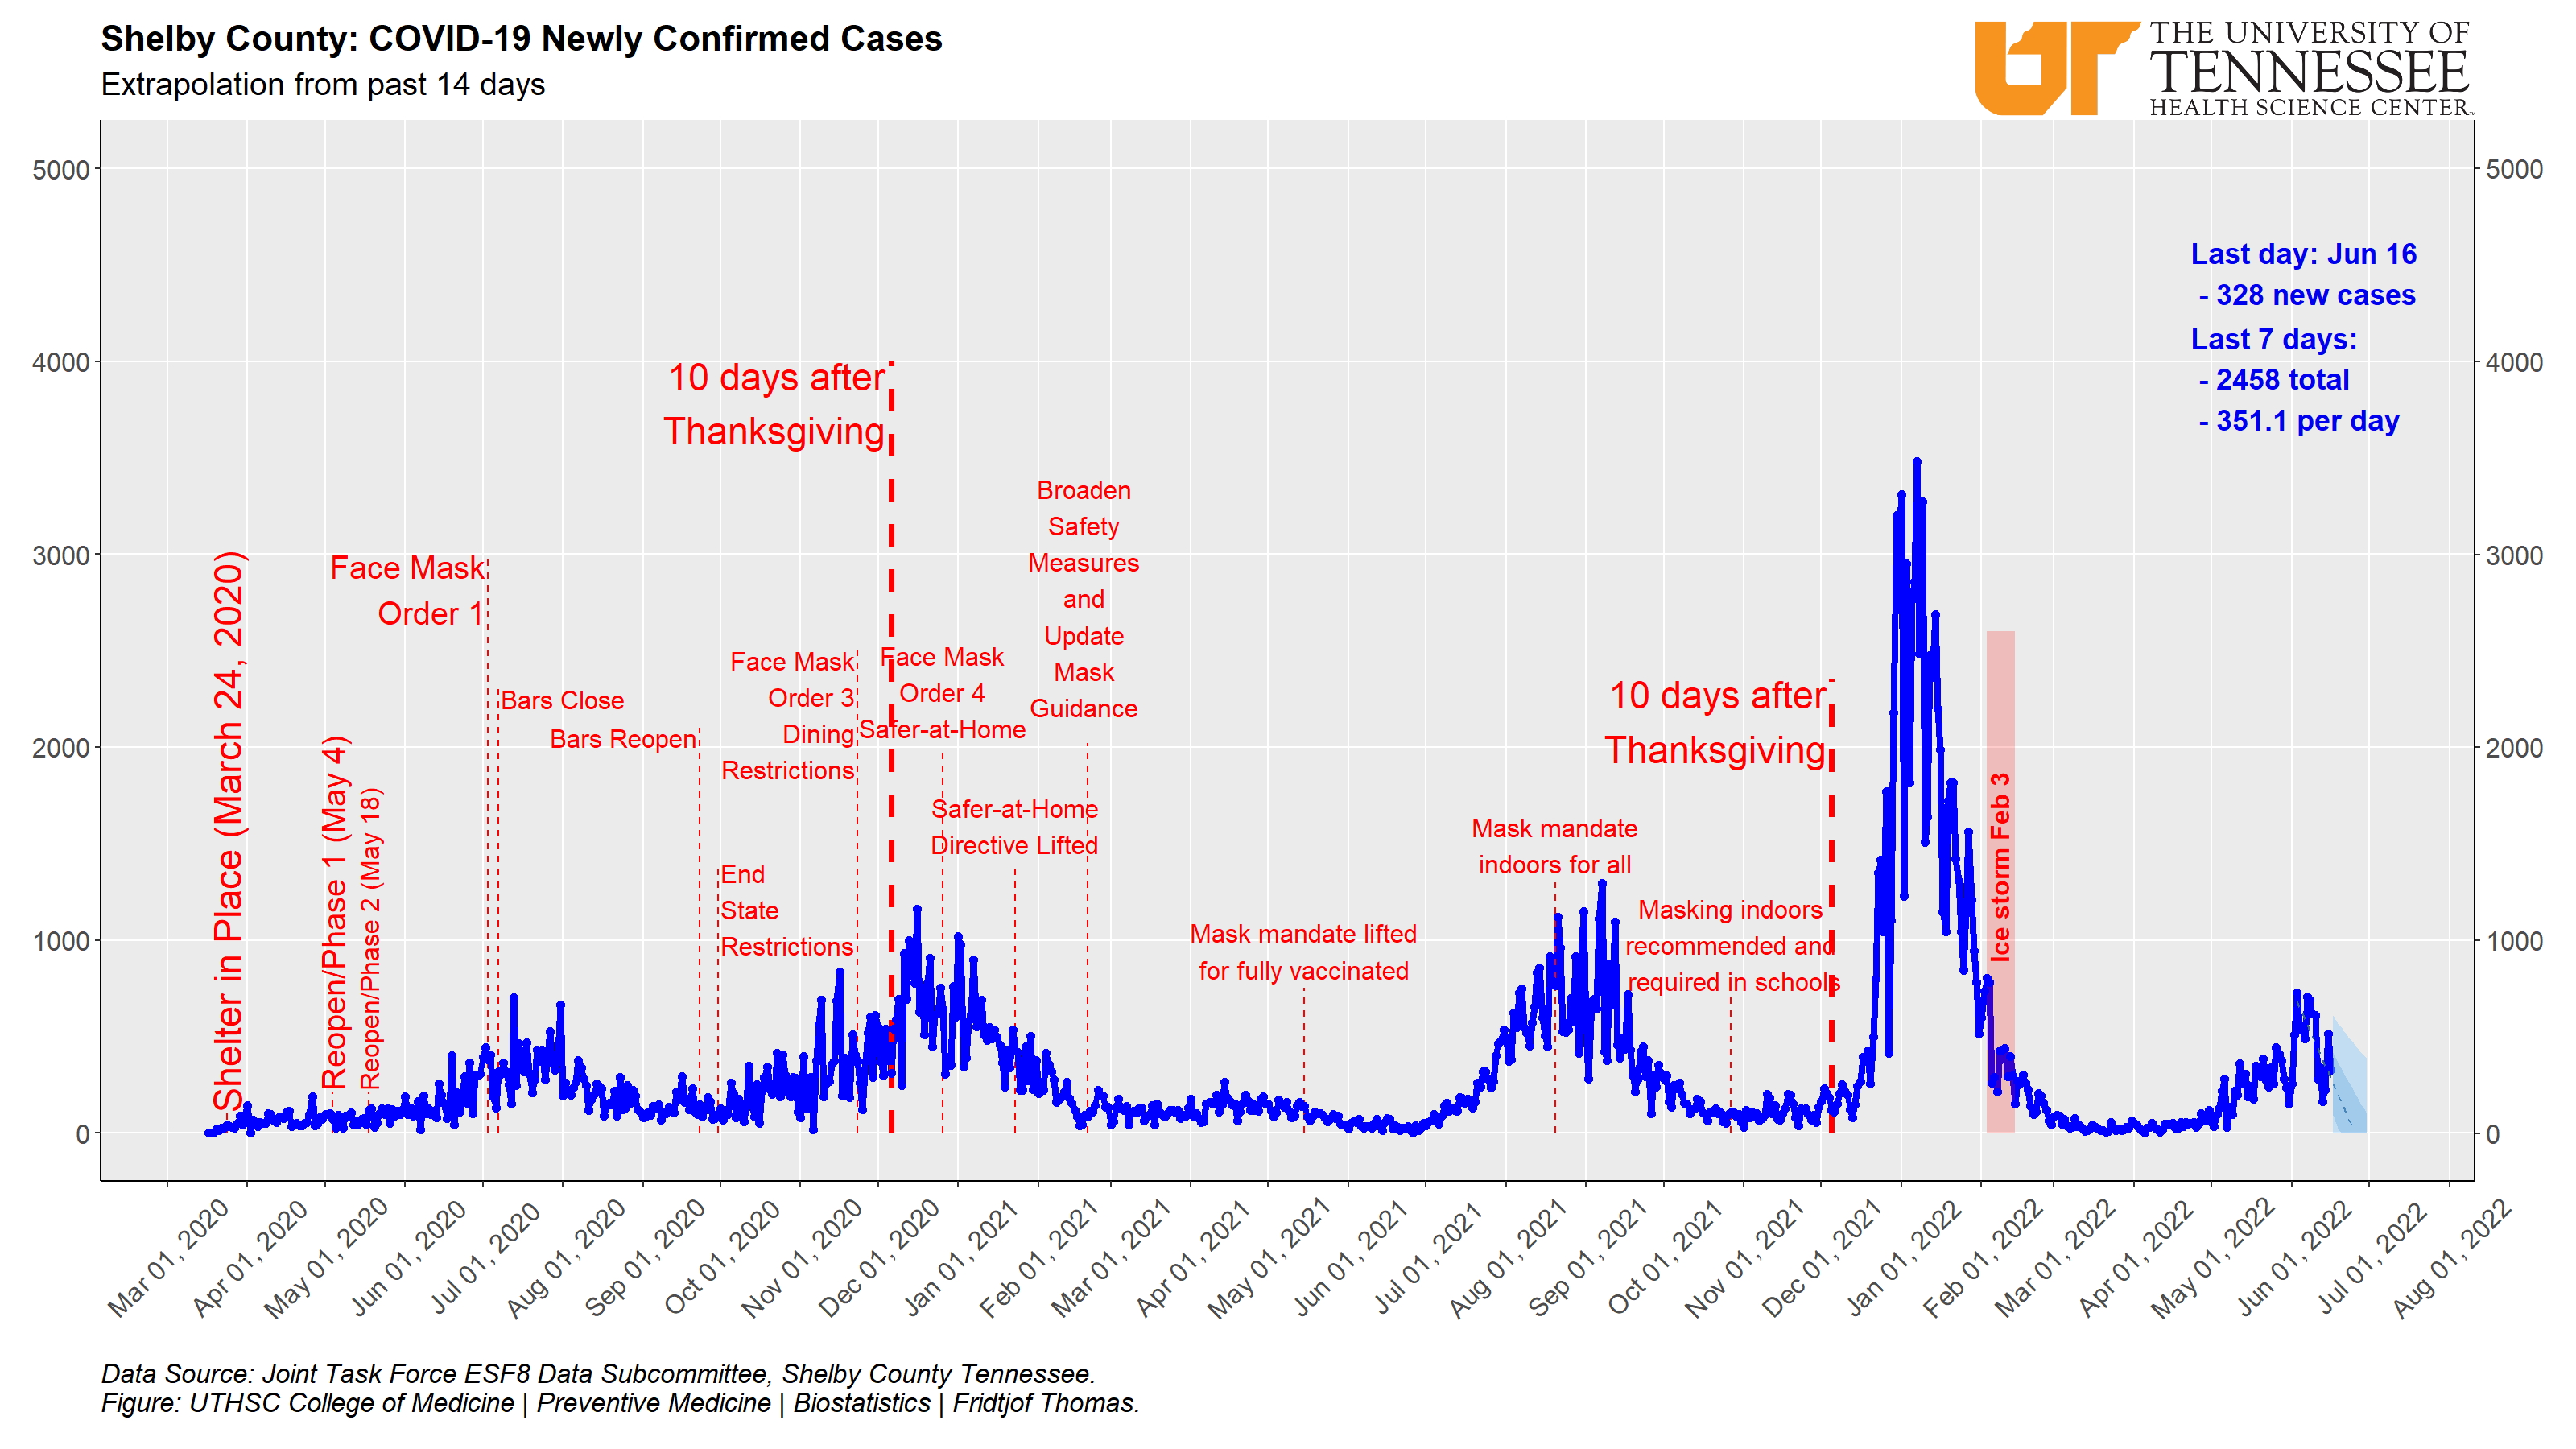 Shelby County: COVID-19 Newly Confirmed Cases
Extrapolation from past 14 days
THE UNIVERSITY OF
TENNESSEE
HEALTH SCIENCE CENTER™
5000
4000
3000
2000
1000
0
5000
4000
3000
2000
1000
0
Last day: Jun 16
- 328 new cases
Last 7 days:
- 2458 total
- 351.1 per day
Shelter in Place (March 24, 2020)
Reopen/Phase 1 (May 4)
Reopen/Phase 2 (May 18)
Face Mask
Order 1
Bars Close
Bars Reopen
End
State
Restrictions
Face Mask
Order 3
Dining
Restrictions
10 days after
Thanksgiving
Face Mask
Order 4
Safer-at-Home
Safer-at-Home
Directive Lifted
Broaden
Safety
Measures
and
Update
Mask
Guidance
Mask mandate lifted
for fully vaccinated
Mask mandate
indoors for all
Masking indoors
recommended and
required in schools
10 days after
Thanksgiving
Ice storm Feb 3
Mar 01, 2020
Apr 01, 2020
May 01, 2020
Jun 01, 2020
Jul 01, 2020
Aug 01, 2020
Sep 01, 2020
Oct 01, 2020
Nov 01, 2020
Dec 01, 2020
Jan 01, 2021
Feb 01, 2021
Mar 01, 2021
Apr 01, 2021
May 01, 2021
Jun 01, 2021
Jul 01, 2021
Aug 01, 2021
Sep 01, 2021
Oct 01, 2021
Nov 01, 2021
Dec 01, 2021
Jan 01, 2022
Feb 01, 2022
Mar 01, 2022
Apr 01, 2022
May 01, 2022
Jun 01, 2022
Jul 01, 2022
Aug 01, 2022
Data Source: Joint Task Force ESF8 Data Subcommittee, Shelby County Tennessee.
Figure: UTHSC College of Medicine | Preventive Medicine | Biostatistics | Fridtjof Thomas.